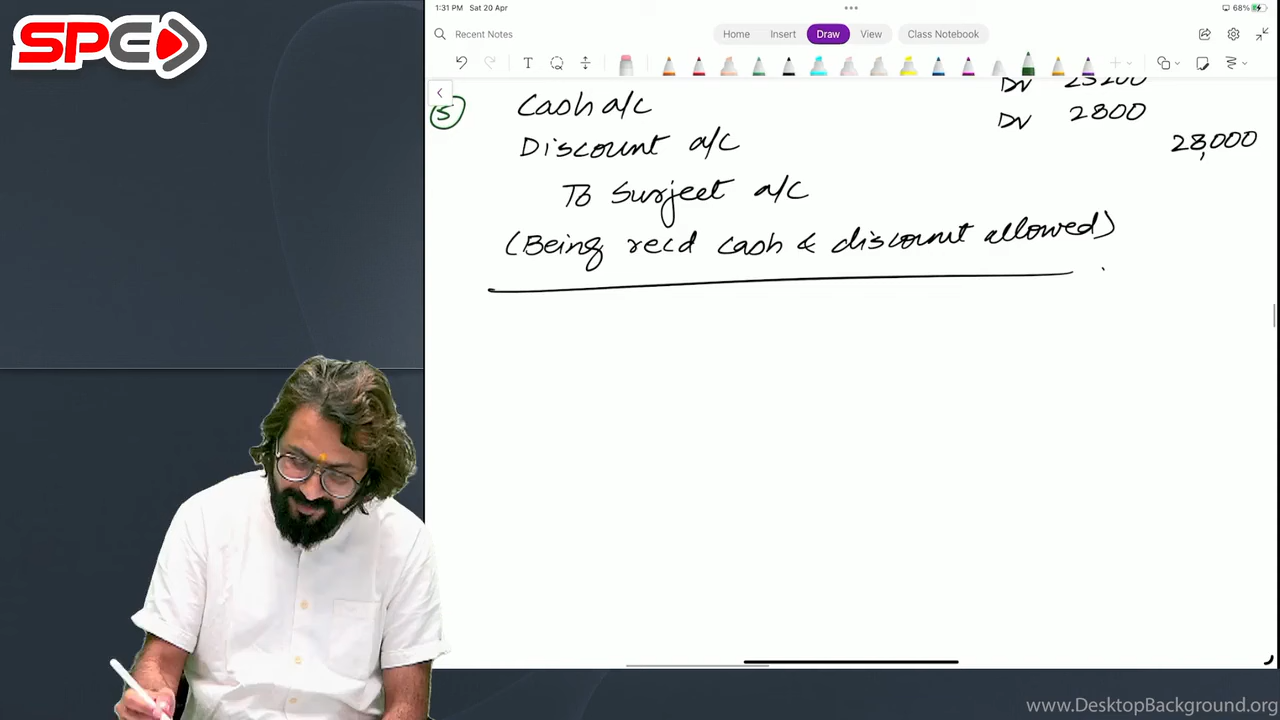 SPE
1:31 PM Sat 20 Apr
68%
Recent Notes
Home Insert Draw View Class Notebook
T
5 Cash a/c Dr 25200
Discount a/c Dr 2800
28,000
To Surjeet a/c
(Being recd cash & discount allowed)
www.DesktopBackground.org